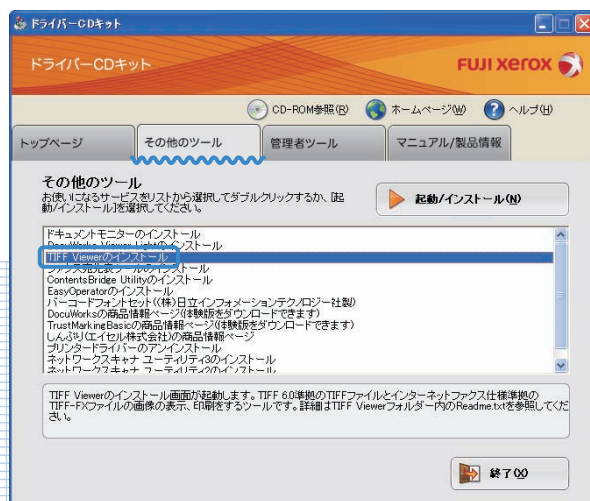 ドライバーCDキット
ドライバーCDキット
FUJI XEROX
CD-ROM参照(R)
ホームページ(W)
ヘルプ(H)
トップページ
その他のツール
管理者ツール
マニュアル/製品情報
その他のツール
お使いになるサービスをリストから選択してダブルクリックするか、[起
動/インストール]を選択してください。
起動/インストール(N)
ドキュメントモニターのインストール
DocuWorks Viewer Lightのインストール
TIFF Viewerのインストール
ファクス宛先表ツールのインストール
ContentsBridge Utilityのインストール
EasyOperatorのインストール
バーコードフォントセット((株)日立インフォメーションテクノロジー社製)
DocuWorksの商品情報ページ(体験版をダウンロードできます)
TrustMarkingBasicの商品情報ページ(体験版をダウンロードできます)
しんぷり(エイセル株式会社)の商品情報ページ
プリンタードライバーのアンインストール
ネットワークスキャナ ユーティリティ3のインストール
ネットワークスキャナ ユーティリティ2のインストール
TIFF Viewerのインストール画面が起動します。TIFF 6.0準拠のTIFFファイルとインターネットファクス仕様準拠の
TIFF-FXファイルの画像の表示、印刷をするツールです。詳細はTIFF Viewerフォルダー内のReadme.txtを参照してくだ
さい。
終了(X)